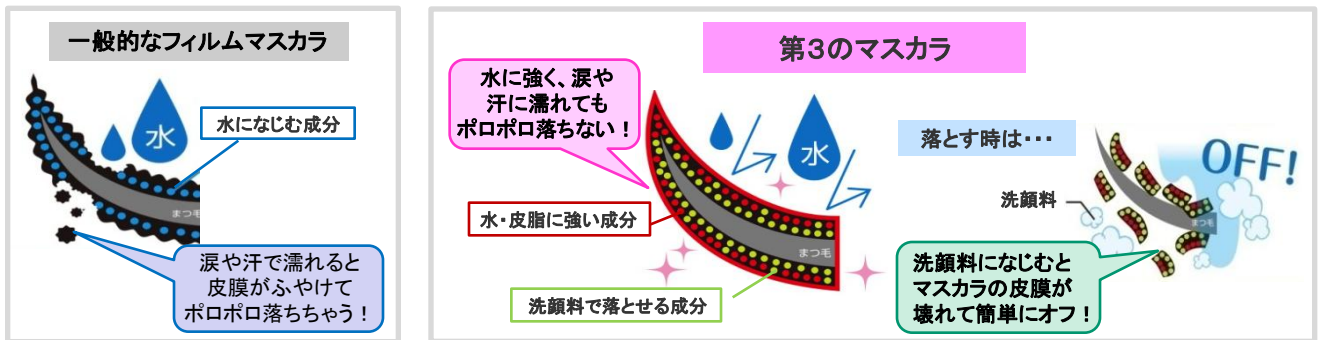 一般的なフィルムマスカラ
水
水になじむ成分
まつ毛
涙や汗で濡れると
皮膜がふやけて
ポロポロ落ちちゃう！
第３のマスカラ
水に強く、涙や
汗に濡れても
ポロポロ落ちない！
水
水・皮脂に強い成分
まつ毛
洗顔料で落とせる成分
落とす時は・・・
OFF!
洗顔料
まつ毛
洗顔料になじむと
マスカラの皮膜が
壊れて簡単にオフ！